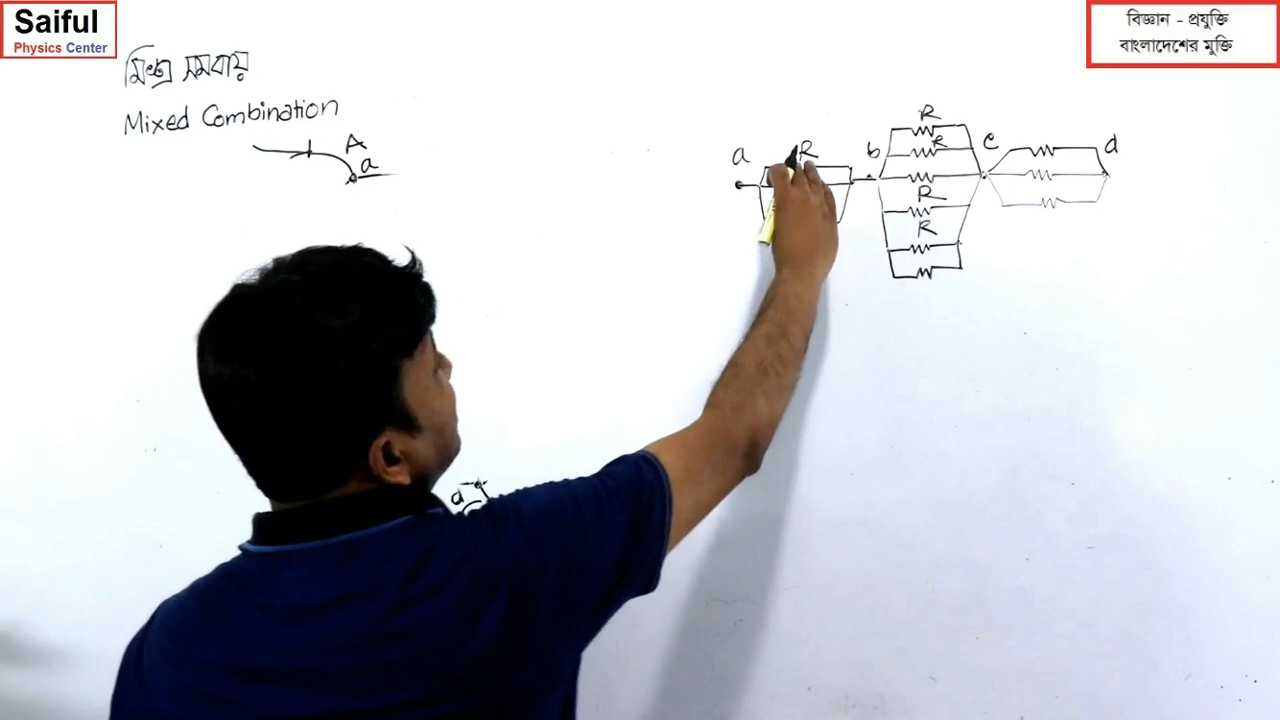 Saiful
Physics Center
বিজ্ঞান - প্রযুক্তি
বাংলাদেশের মুক্তি
মিশ্র সমবায়
Mixed Combination
A
a
a
R
b
R
R
R
R
c
d
a